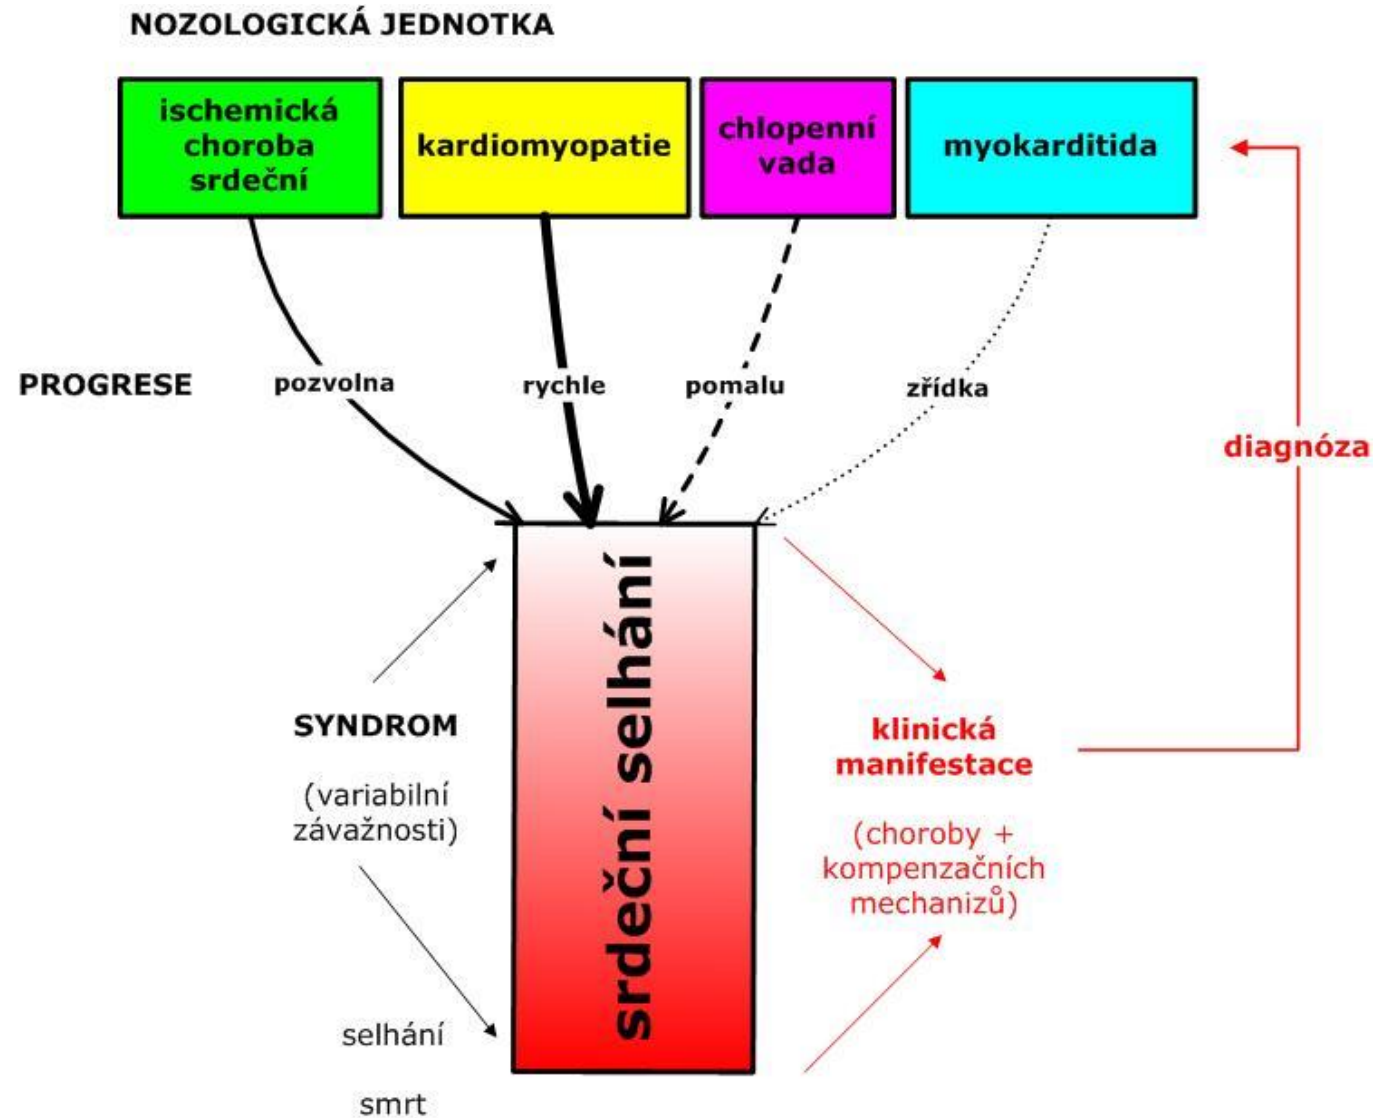 NOZOLOGICKÁ JEDNOTKA
ischemická
choroba
srdeční
kardiomyopatie
chlopenní
vada
myokarditida
PROGRESE
pozvolna
rychle
pomalu
zřídka
diagnóza
srdeční selhání
SYNDROM
(variabilní
závažnosti)
klinická
manifestace
(choroby +
kompenzačních
mechanizů)
selhání
smrt